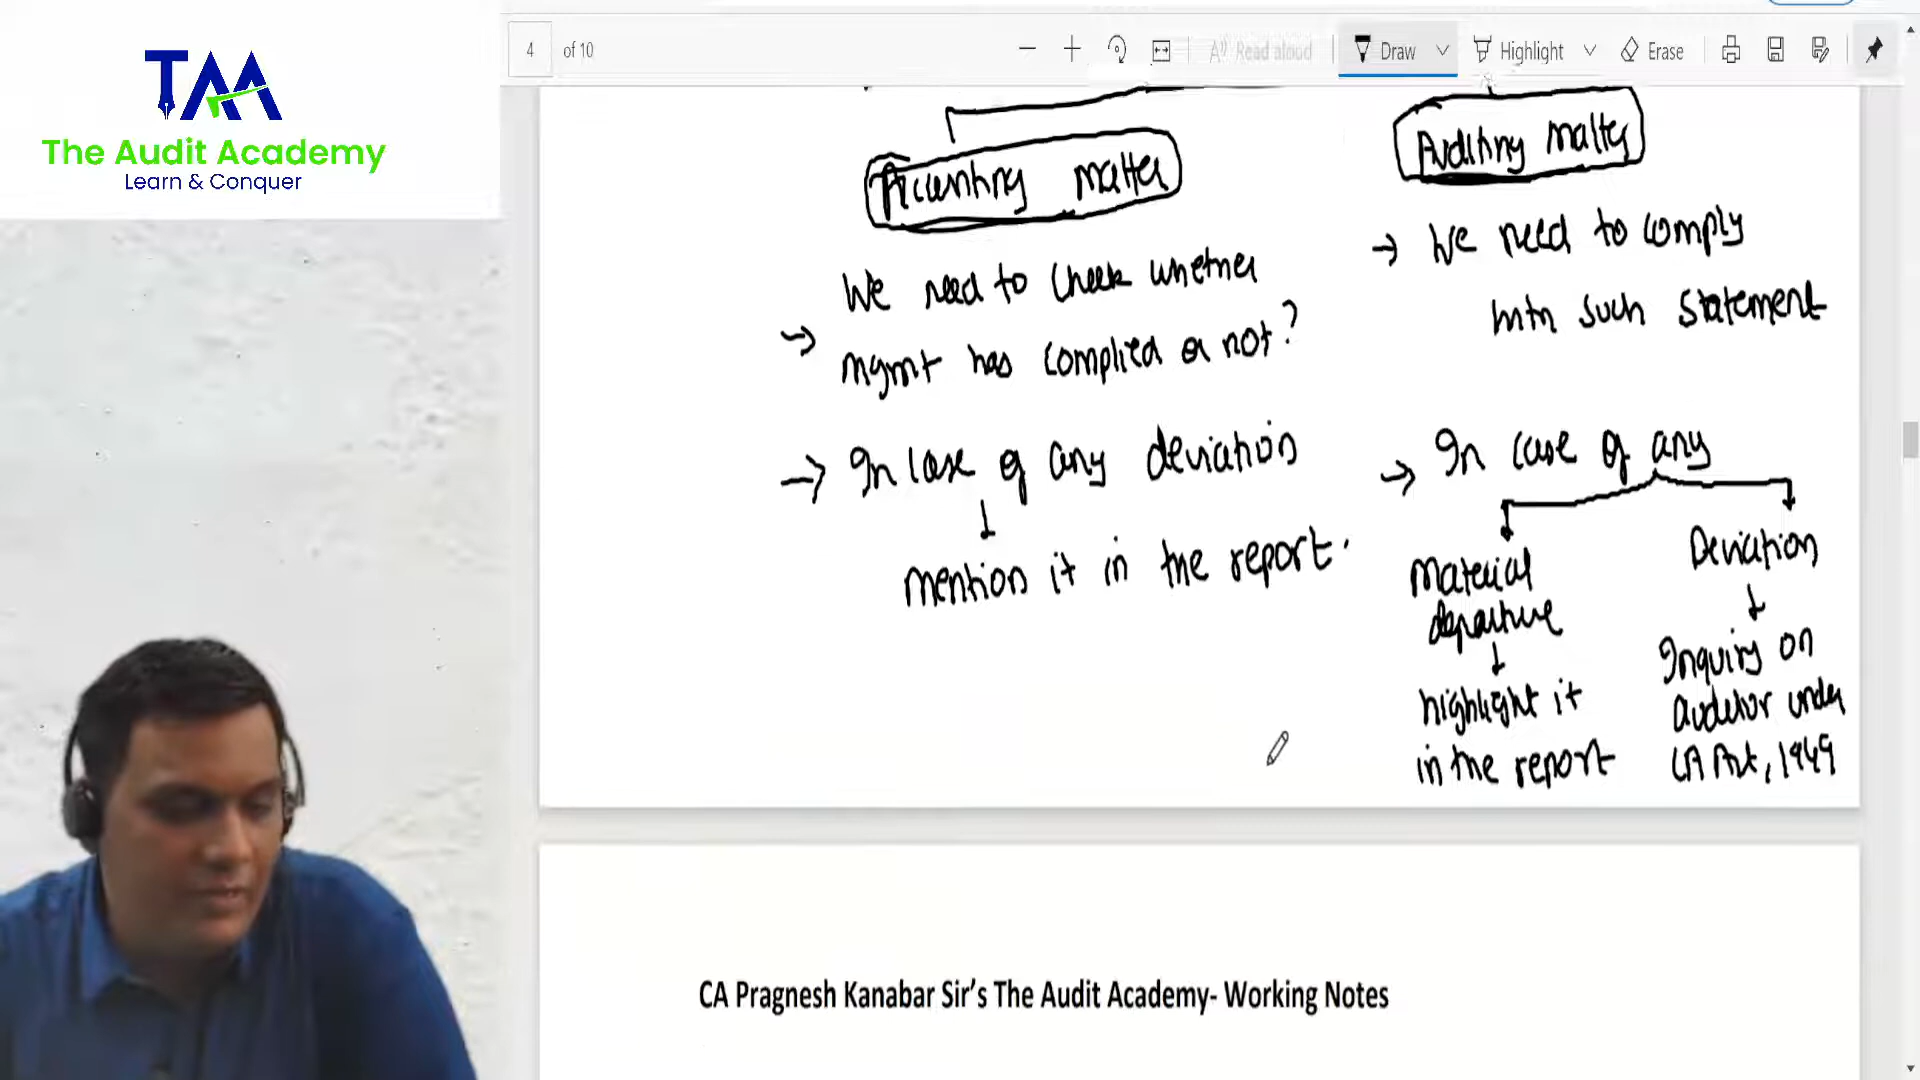 TAA
The Audit Academy
Learn & Conquer
4 of 10
Read aloud
Draw
Highlight
Erase
Accounting matter
We need to check whether
→ mgmt has complied or not?
→ In case of any deviation
mention it in the report.
Auditing matter
→ We need to comply
with such statement
→ In case of any
Material
departure
highlight it
in the report
Deviation
Inquiry on
auditor under
CA Act, 1949
CA Pragnesh Kanabar Sir's The Audit Academy- Working Notes